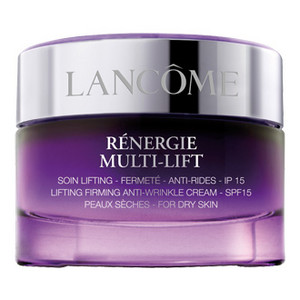 LANCÔME
RÉNERGIE
MULTI-LIFT
SOIN LIFTING - FERMETÉ - ANTI-RIDES - IP 15
LIFTING FIRMING ANTI-WRINKLE CREAM - SPF15
PEAUX SÈCHES - FOR DRY SKIN